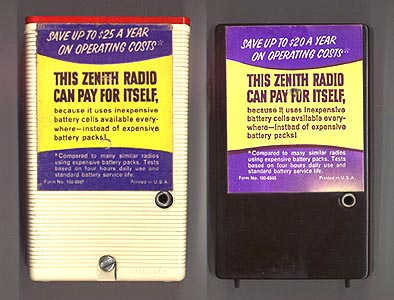 SAVE UP TO $25 A YEAR
ON OPERATING COSTS*
THIS ZENITH RADIO
CAN PAY FOR ITSELF,
because it uses inexpensive
battery cells available every-
where—instead of expensive
battery packs!
*Compared to many similar radios
using expensive battery packs. Tests
based on four hours daily use and
standard battery service life.
Form No.
Printed in U.S.A.
SAVE UP TO $20 A YEAR
ON OPERATING COSTS*
THIS ZENITH RADIO
CAN PAY FOR ITSELF,
because it uses inexpensive
battery cells available every-
where—instead of expensive
battery packs!
*Compared to many similar radios
using expensive battery packs. Tests
based on four hours daily use and
standard battery service life.
Form No.
Printed in U.S.A.